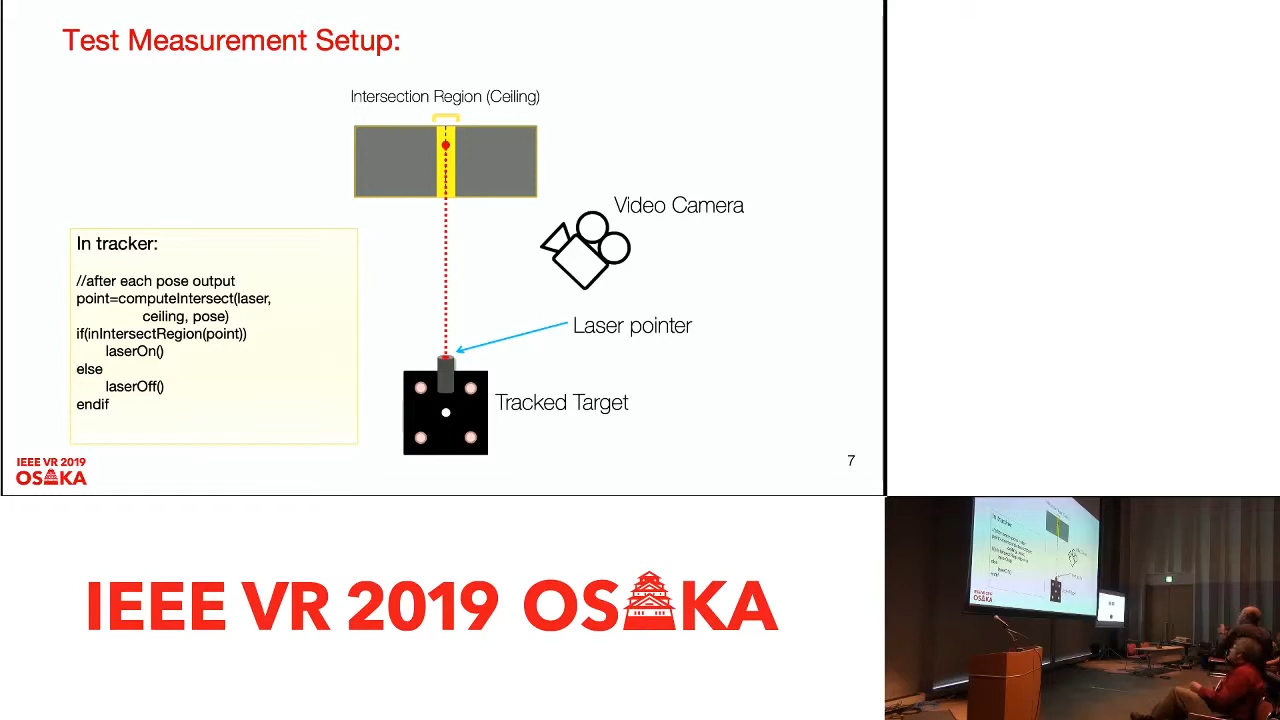 Test Measurement Setup:
Intersection Region (Ceiling)
Video Camera
In tracker:
//after each pose output
point=computeIntersect(laser,
ceiling, pose)
if(inIntersectRegion(point))
laserOn()
else
laserOff()
endif
Laser pointer
Tracked Target
IEEE VR 2019
OSAKA
7
IEEE VR 2019 OSAKA
In tracker